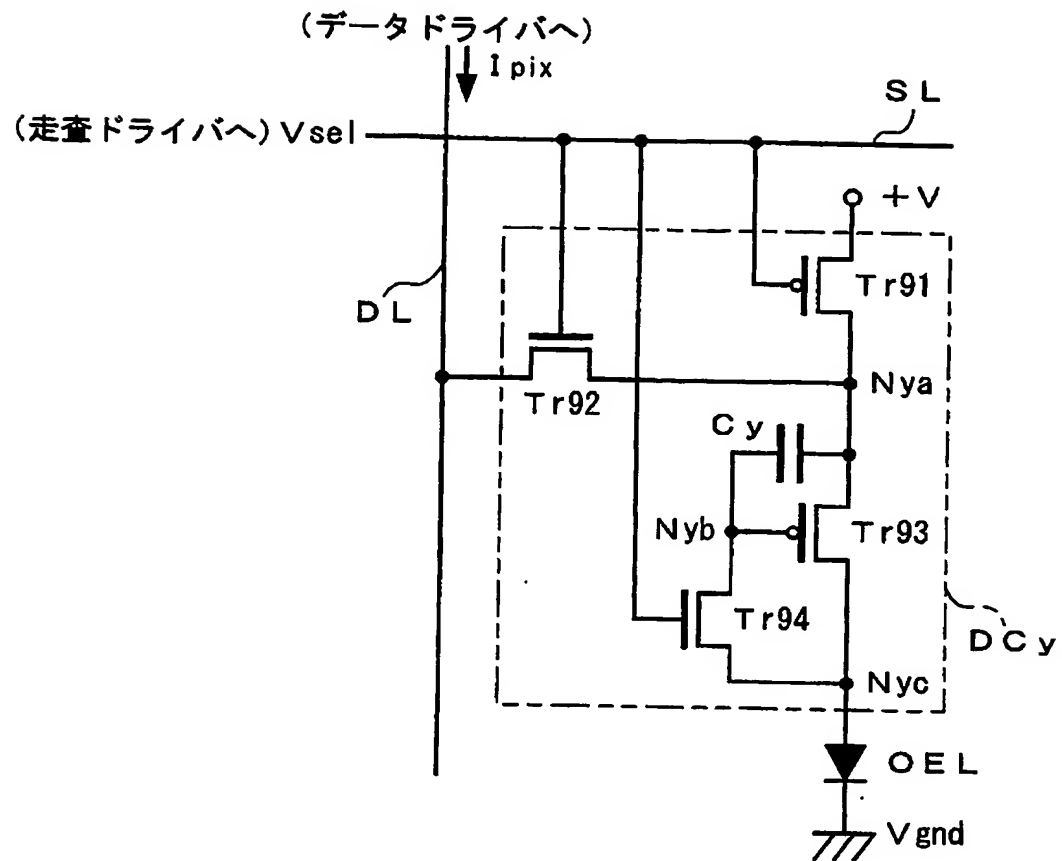 (データドライバへ)
Ipix
SL
(走査ドライバへ) Vsel
+V
Tr91
DL
Nya
Tr92
Cy
Nyb
Tr93
Tr94
DCy
Nyc
OEL
Vgnd